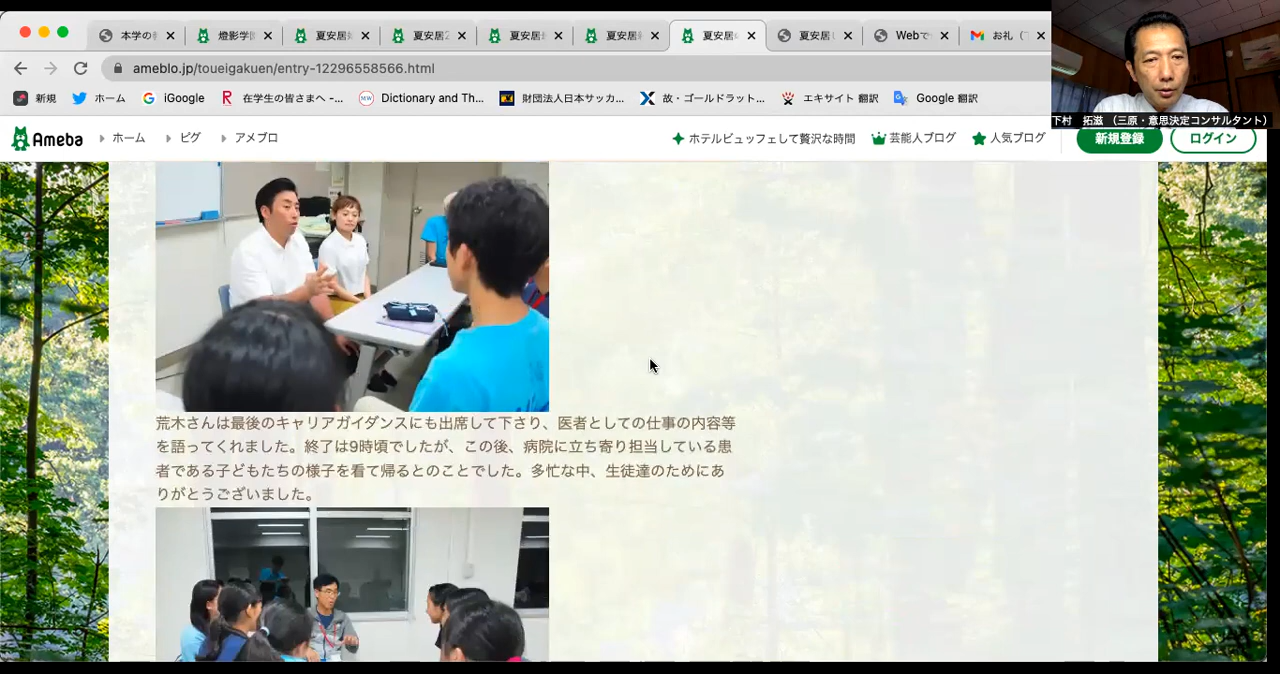 本学の
燈影学
夏安居
夏安居2
夏安居
夏安居
夏安居
夏安居
Webで
お礼（
ameblo.jp/toueigakuen/entry-12296558566.html
新規
ホーム
iGoogle
在学生の皆さまへ -...
Dictionary and Th...
財団法人日本サッカ...
故・ゴールドラット...
エキサイト 翻訳
Google 翻訳
下村　拓滋 （三原・意思決定コンサルタント）
Ameba
ホーム
ピグ
アメブロ
ホテルビュッフェして贅沢な時間
芸能人ブログ
人気ブログ
新規登録
ログイン
荒木さんは最後のキャリアガイダンスにも出席して下さり、医者としての仕事の内容等
を語ってくれました。終了は9時頃でしたが、この後、病院に立ち寄り担当している患
者である子どもたちの様子を看て帰るとのことでした。多忙な中、生徒達のためにあ
りがとうございました。